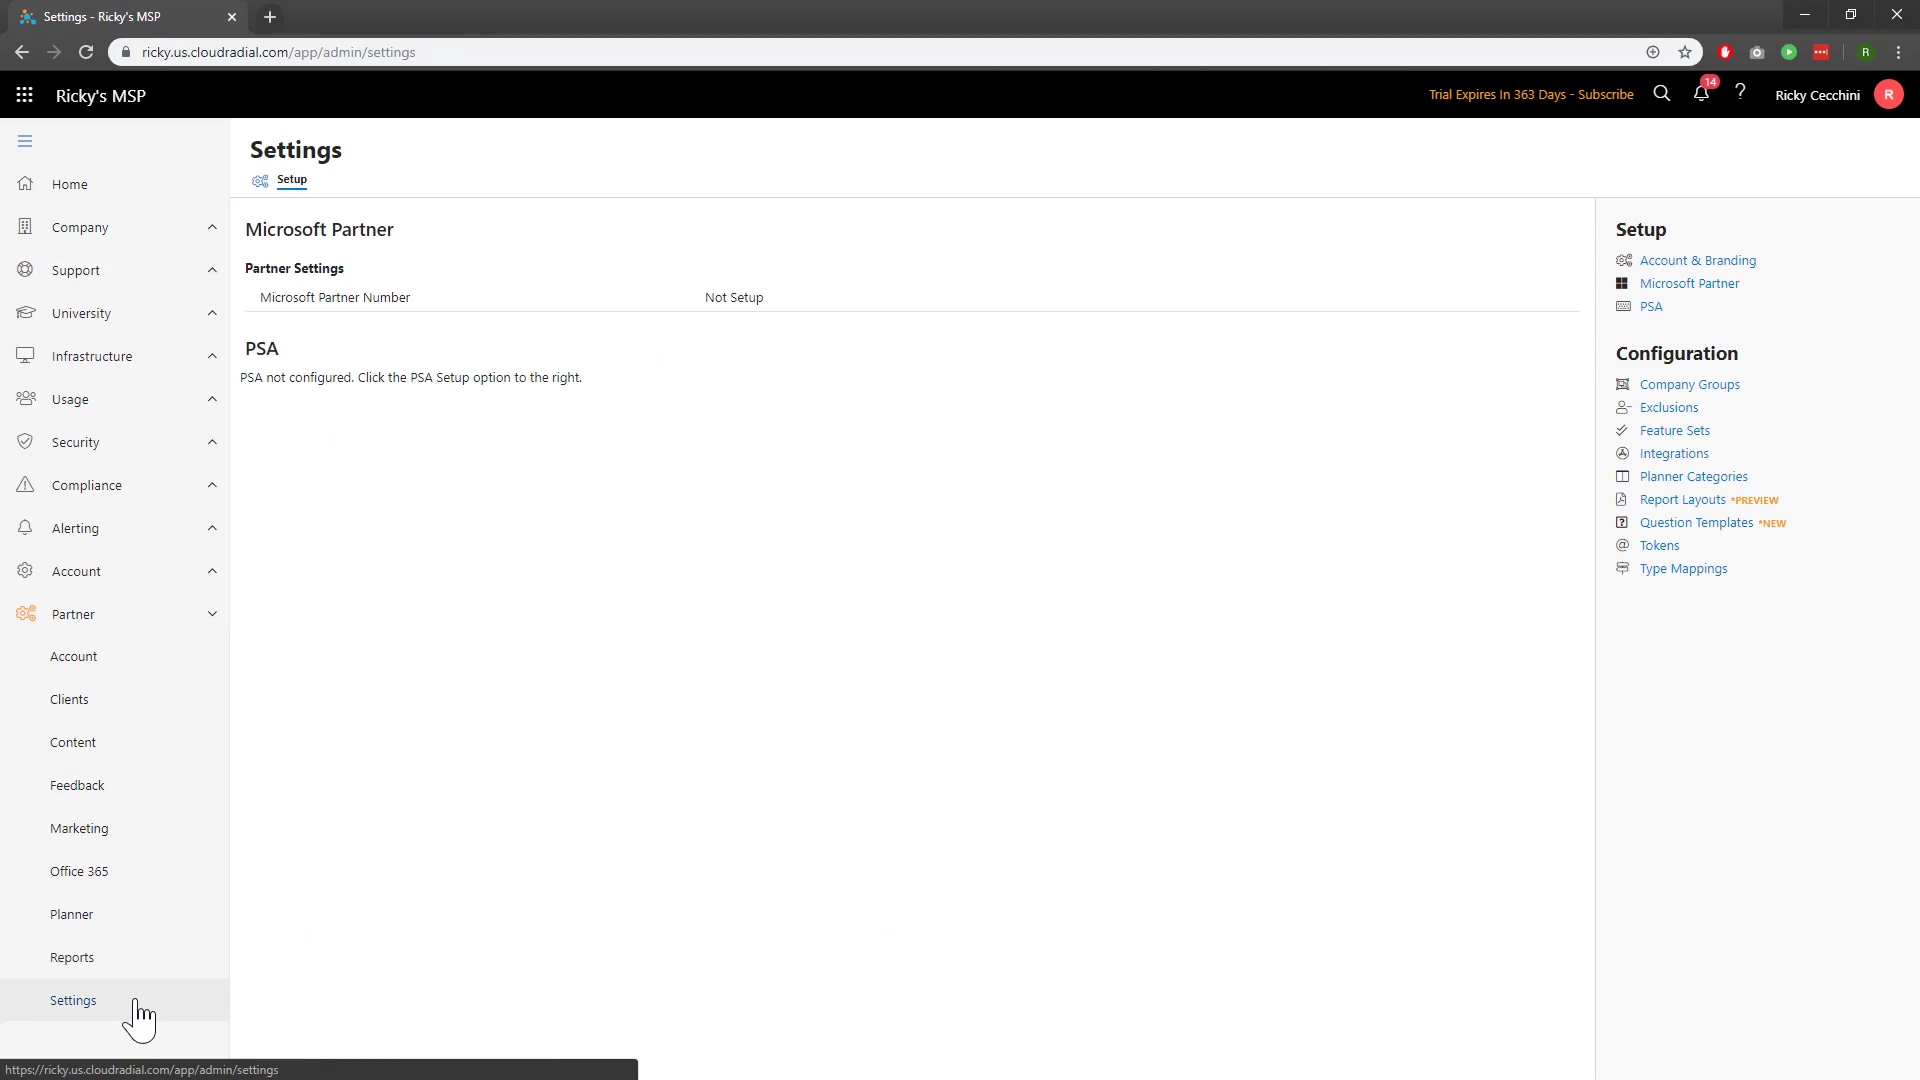 Settings - Ricky's MSP
ricky.us.cloudradial.com/app/admin/settings
R
Ricky's MSP
Trial Expires In 363 Days - Subscribe
14
?
Ricky Cecchini
R
Home
Company
Support
University
Infrastructure
Usage
Security
Compliance
Alerting
Account
Partner
Account
Clients
Content
Feedback
Marketing
Office 365
Planner
Reports
Settings
Settings
Setup
Microsoft Partner
Partner Settings
Microsoft Partner Number Not Setup
PSA
PSA not configured. Click the PSA Setup option to the right.
Setup
Account & Branding
Microsoft Partner
PSA
Configuration
Company Groups
Exclusions
Feature Sets
Integrations
Planner Categories
Report Layouts *PREVIEW
Question Templates *NEW
Tokens
Type Mappings
https://ricky.us.cloudradial.com/app/admin/settings